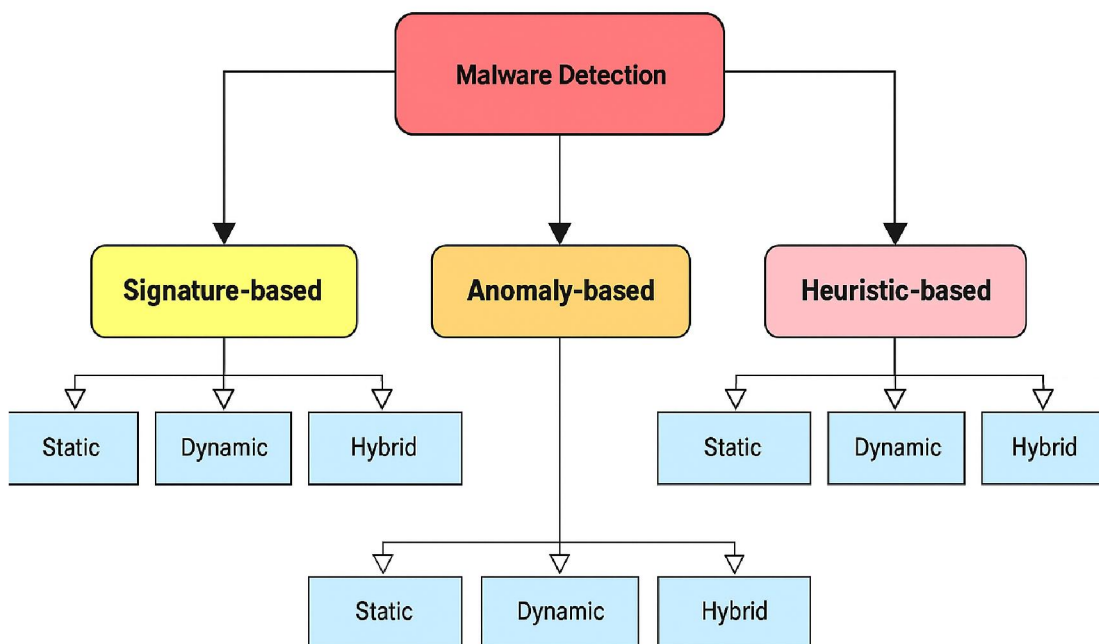 Malware Detection
Signature-based
Anomaly-based
Heuristic-based
Static
Dynamic
Hybrid
Static
Dynamic
Hybrid
Static
Dynamic
Hybrid